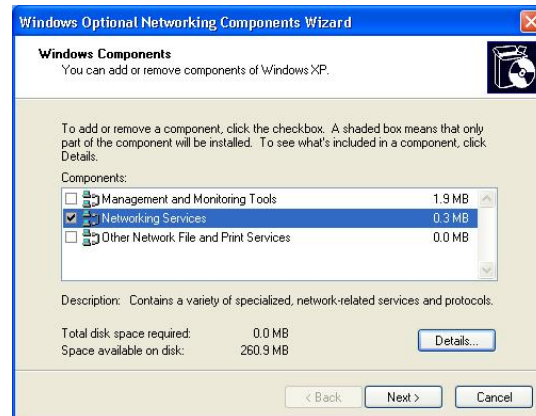 Windows Optional Networking Components Wizard
Windows Components
You can add or remove components of Windows XP.
To add or remove a component, click the checkbox. A shaded box means that only
part of the component will be installed. To see what's included in a component, click
Details.
Components:
Management and Monitoring Tools 1.9 MB
Networking Services 0.3 MB
Other Network File and Print Services 0.0 MB
Description: Contains a variety of specialized, network-related services and protocols.
Total disk space required: 0.0 MB
Space available on disk: 260.9 MB
Details...
< Back Next > Cancel